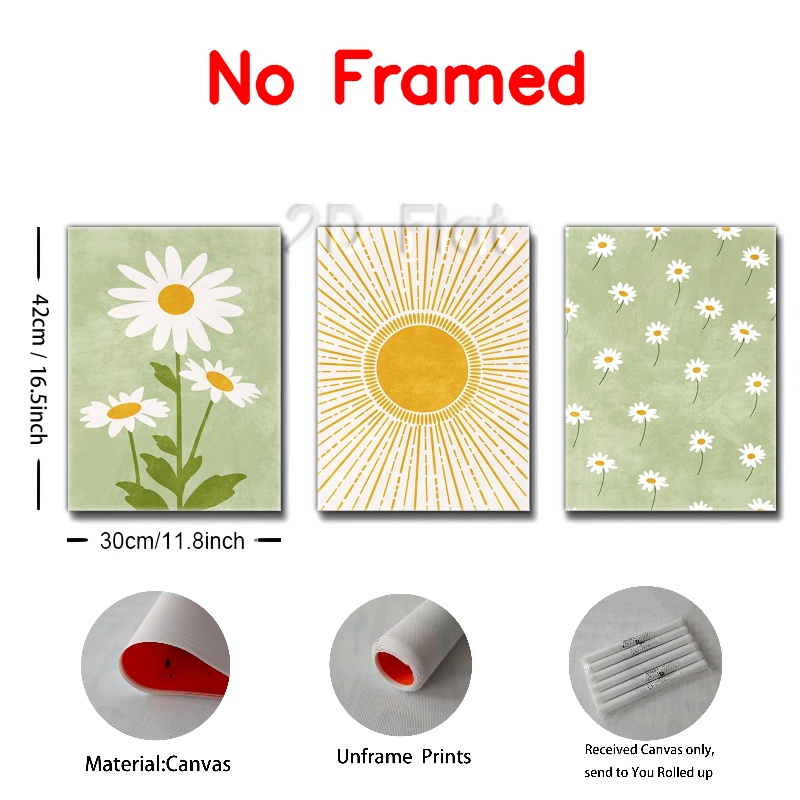 No Framed
2D Flat
42cm / 16.5inch
30cm/11.8inch
Material:Canvas
Unframe Prints
Received Canvas only,
send to You Rolled up